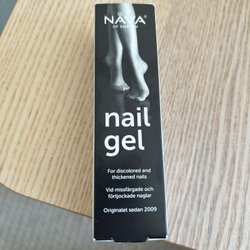 NÄVA
OF SWEDEN
nail
gel
For discolored and
thickened nails
Vid missfärgade och
förtjockade naglar
Originalet sedan 2009